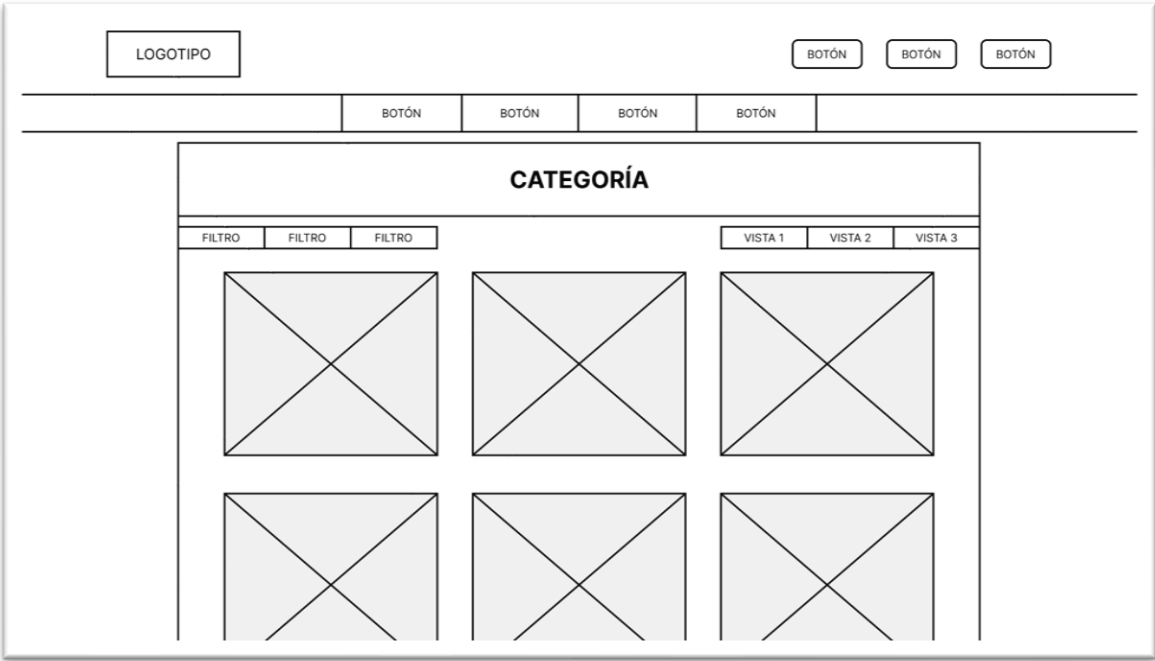 LOGOTIPO
BOTÓN BOTÓN BOTÓN
BOTÓN BOTÓN BOTÓN BOTÓN
CATEGORÍA
FILTRO FILTRO FILTRO
VISTA 1 VISTA 2 VISTA 3